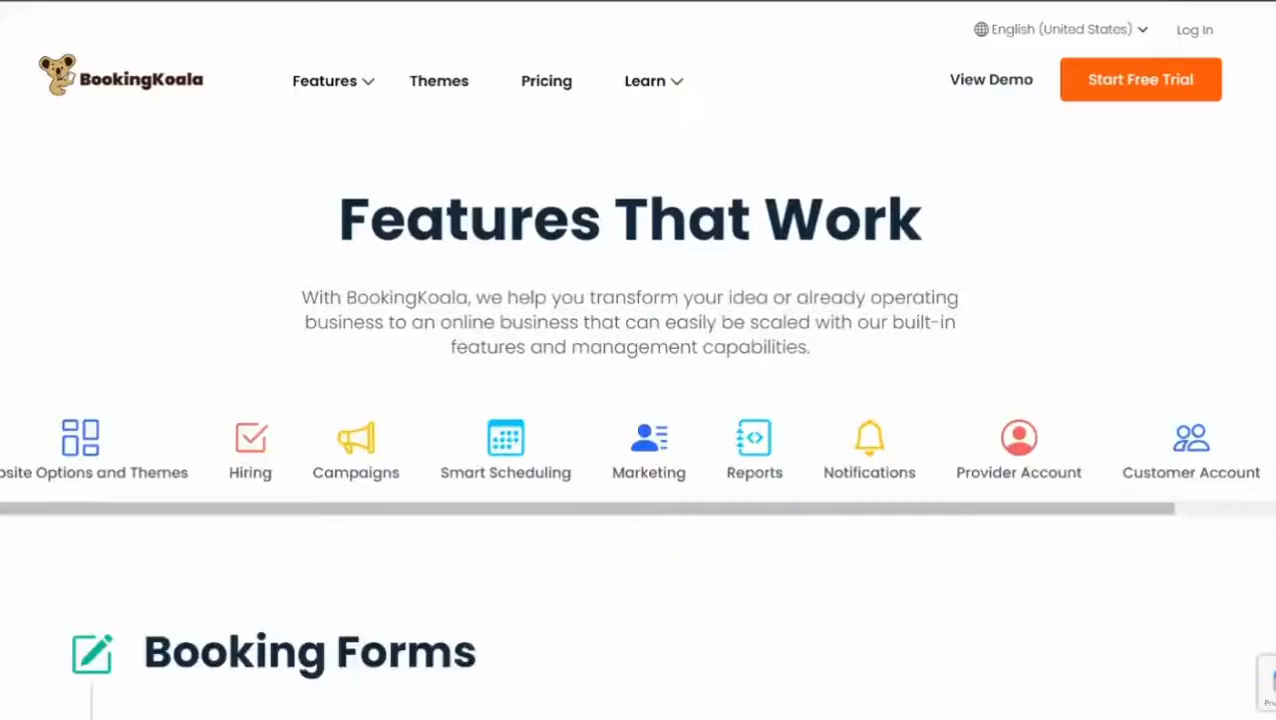 English (United States)
Log In
BookingKoala
Features
Themes
Pricing
Learn
View Demo
Start Free Trial
Features That Work
With BookingKoala, we help you transform your idea or already operating
business to an online business that can easily be scaled with our built-in
features and management capabilities.
Options and Themes
Hiring
Campaigns
Smart Scheduling
Marketing
Reports
Notifications
Provider Account
Customer Account
Booking Forms